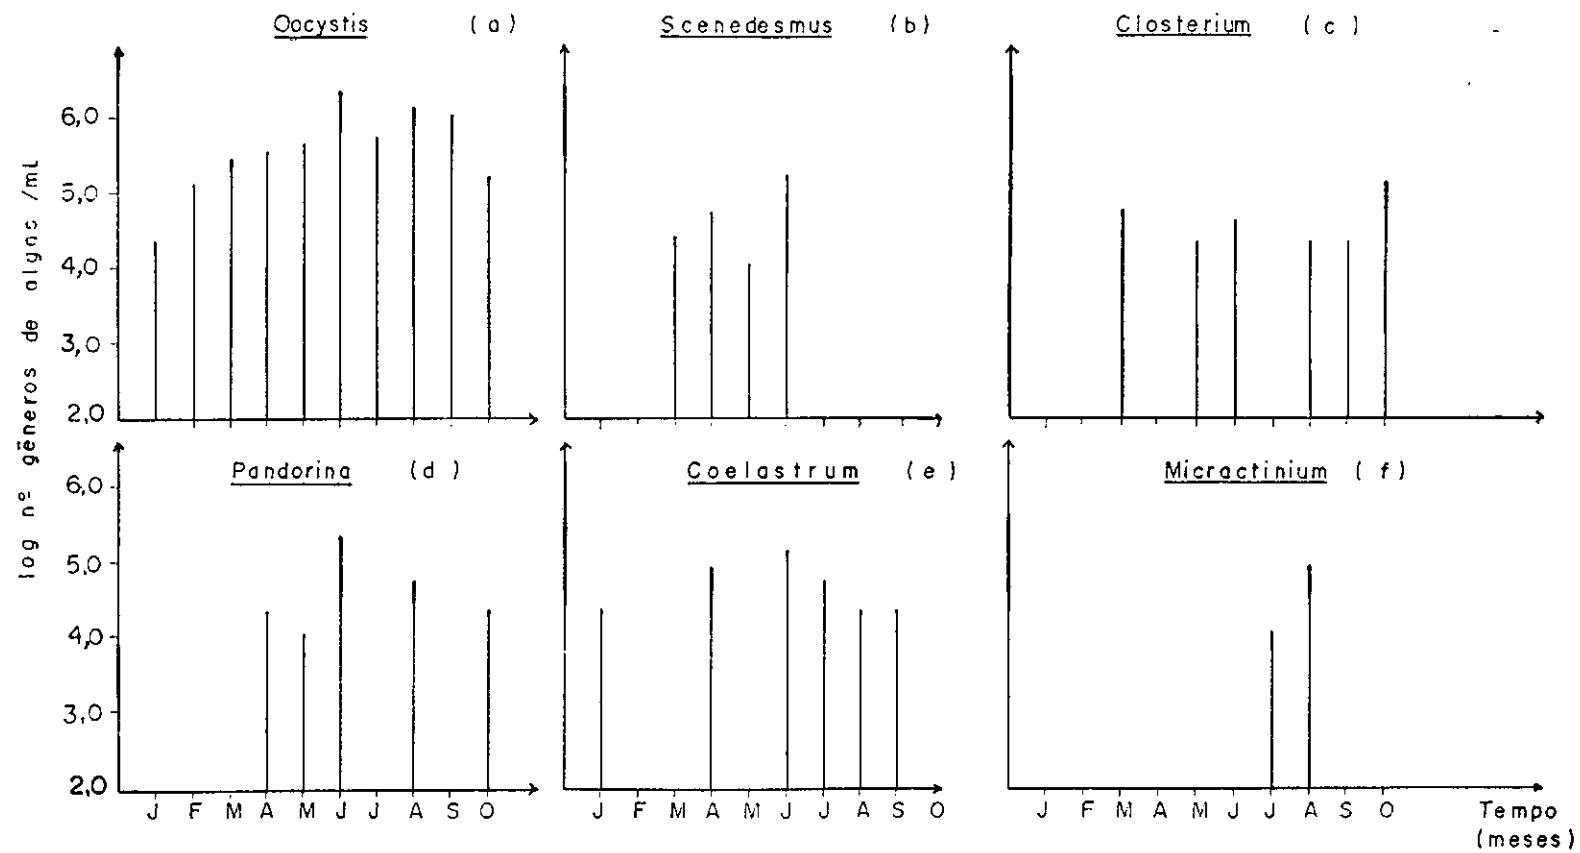 Oocystis (a)
Scenedesmus (b)
Closterium (c)
log nº gêneros de algas /ml
6,0
5,0
4,0
3,0
2,0
Pandorina (d)
Coelastrum (e)
Micractinium (f)
6,0
5,0
4,0
3,0
2,0
J F M A M J J A S O
J F M A M J J A S O
J F M A M J J A S O
Tempo
(meses)